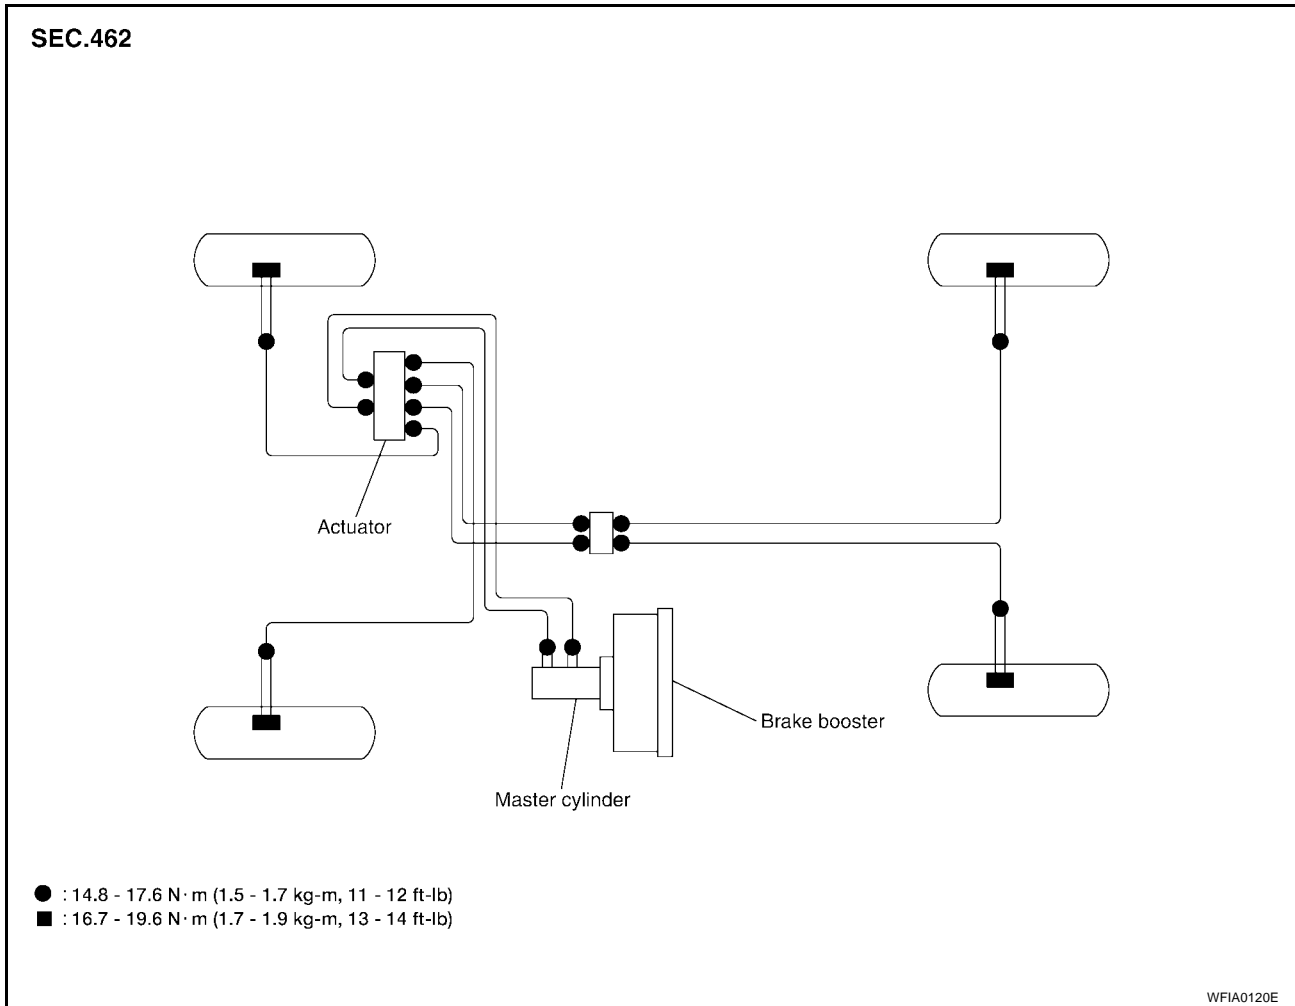 SEC.462
Actuator
Brake booster
Master cylinder
● : 14.8 - 17.6 N·m (1.5 - 1.7 kg-m, 11 - 12 ft-lb)
■ : 16.7 - 19.6 N·m (1.7 - 1.9 kg-m, 13 - 14 ft-lb)
WFIA0120E